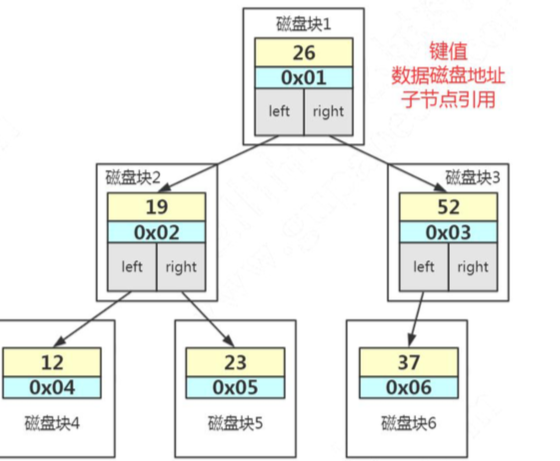 磁盘块1
26
0x01
left right
键值
数据磁盘地址
子节点引用
磁盘块2
19
0x02
left right
磁盘块3
52
0x03
left right
12
0x04
磁盘块4
23
0x05
磁盘块5
37
0x06
磁盘块6